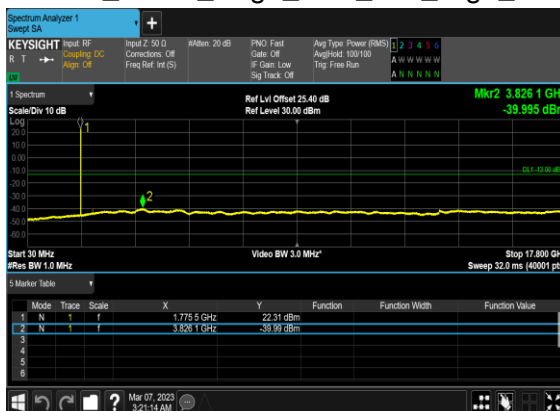 Spectrum Analyzer 1
Swept SA
KEYSIGHT
R T
Input: RF
Coupling: DC
Align: Off
Input Z: 50 Ω
Corrections: Off
Freq Ref: Int (S)
#Atten: 20 dB
PNO: Fast
Gate: Off
IF Gain: Low
Sig Track: Off
Avg Type: Power (RMS)
Avg|Hold: 100/100
Trig: Free Run
1 2 3 4 5 6
A W W W W W
A N N N N N
1 Spectrum
Scale/Div 10 dB
Log
Ref Lvl Offset 25.40 dB
Ref Level 30.00 dBm
Mkr2 3.826 1 GH
-39.995 dB
20.0
10.0
0.00
-10.0
-20.0
-30.0
-40.0
-50.0
-60.0
1
2
DL1 -13.00 dB
Start 30 MHz
#Res BW 1.0 MHz
Video BW 3.0 MHz*
Stop 17.800 GH
Sweep 32.0 ms (40001 pt
5 Marker Table
Mode Trace Scale X Y Function Function Width Function Value
1 N 1 f 1.775 5 GHz 22.31 dBm
2 N 1 f 3.826 1 GHz -39.99 dBm
3
4
5
6
?
Mar 07, 2023
3:21:14 AM